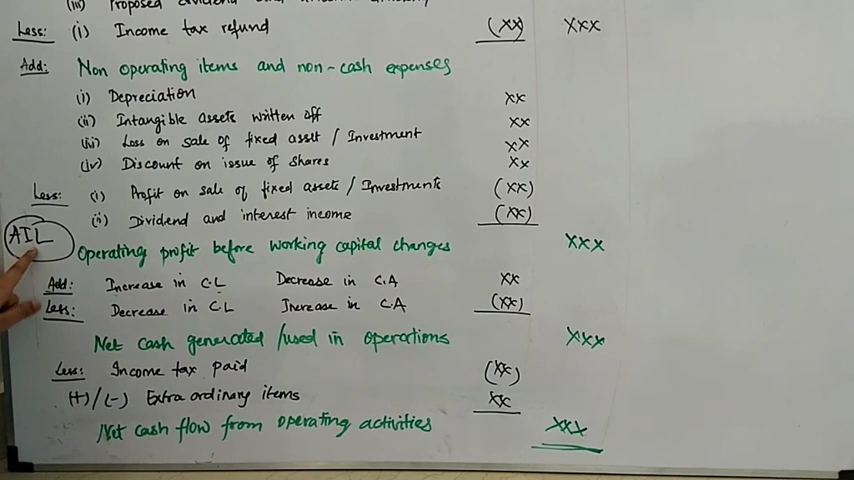 (iii) Proposed dividend and
Less: (i) Income tax refund (XX) XXX
Add: Non operating items and non-cash expenses
(i) Depreciation XX
(ii) Intangible assets written off XX
(iii) Loss on sale of fixed asset / Investment XX
(iv) Discount on issue of shares XX
Less: (i) Profit on sale of fixed assets / Investments (XX)
(ii) Dividend and interest income (XX)
AIL
Operating profit before working capital changes XXX
Add: Increase in C.L Decrease in C.A XX
Less: Decrease in C.L Increase in C.A (XX)
Net cash generated /used in operations XXX
Less: Income tax paid (XX)
(+)/(-) Extra ordinary items XX
Net cash flow from operating activities XXX